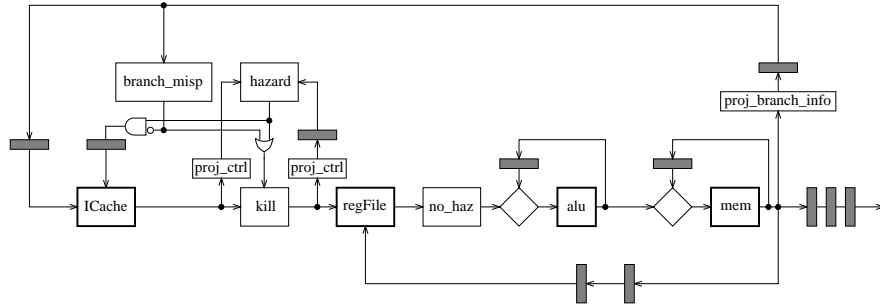 branch_misp
hazard
proj_branch_info
proj_ctrl
proj_ctrl
ICache
kill
regFile
no_haz
alu
mem